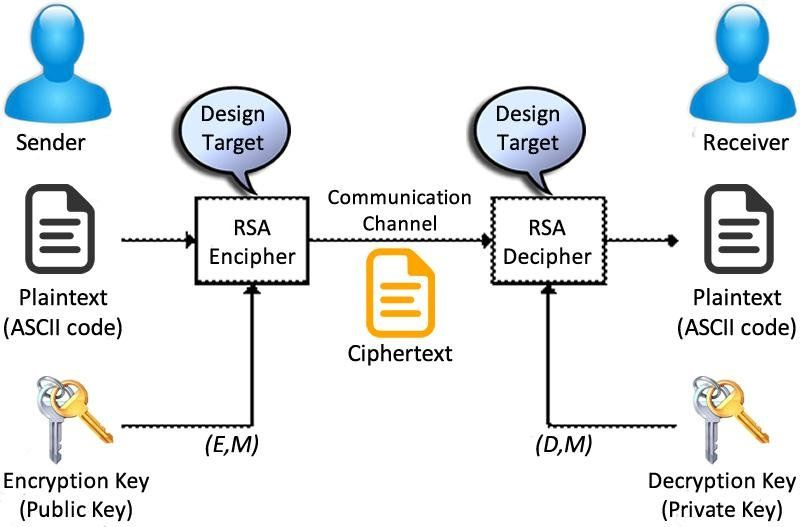 Sender
Receiver
Design
Target
Design
Target
RSA
Encipher
Communication
Channel
RSA
Decipher
Plaintext
(ASCII code)
Ciphertext
Plaintext
(ASCII code)
(E,M)
(D,M)
Encryption Key
(Public Key)
Decryption Key
(Private Key)